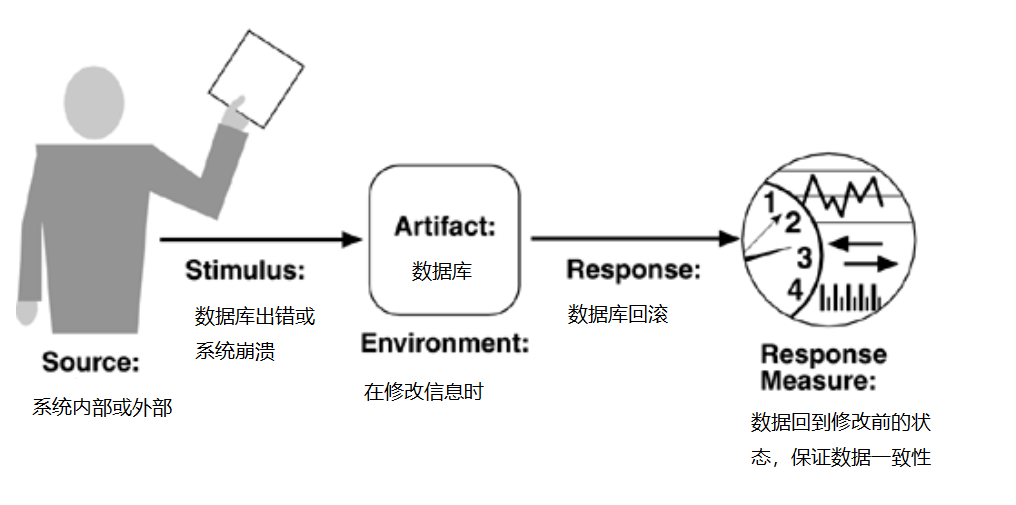 Source:
系统内部或外部
Stimulus:
数据库出错或
系统崩溃
Artifact:
数据库
Environment:
在修改信息时
Response:
数据库回滚
1
2
3
4
Response
Measure:
数据回到修改前的状
态，保证数据一致性